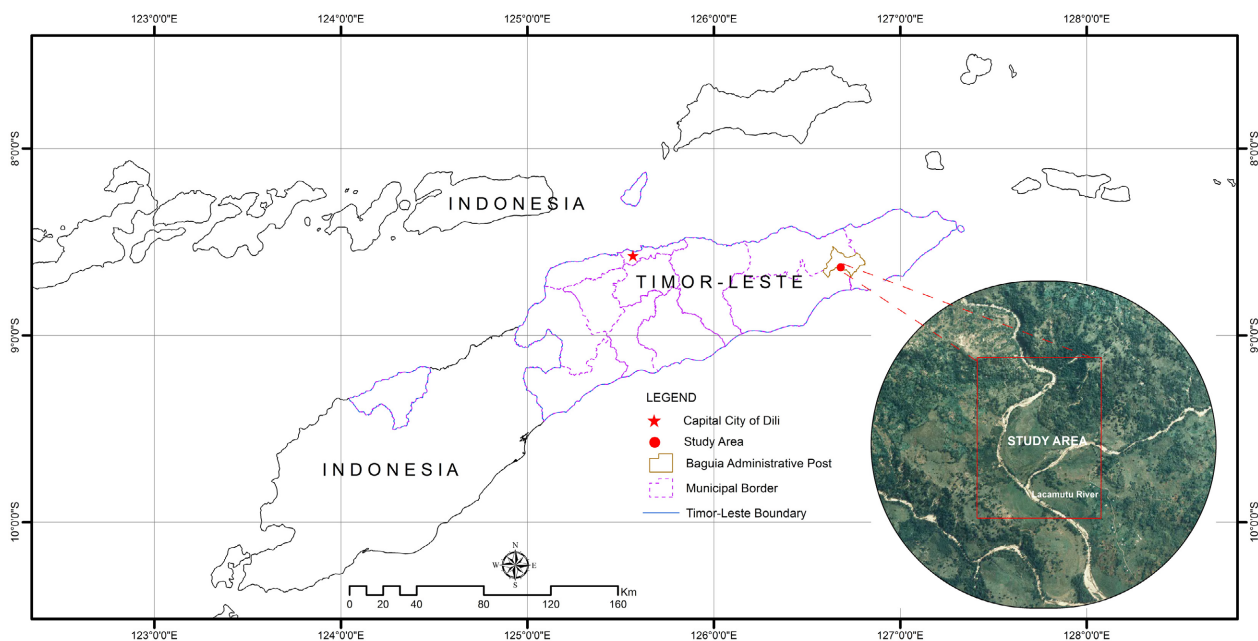 123°0'0"E 124°0'0"E 125°0'0"E 126°0'0"E 127°0'0"E 128°0'0"E
8°0'0"S 8°0'0"S
INDONESIA
TIMOR-LESTE
9°0'0"S 9°0'0"S
LEGEND
Capital City of Dili
Study Area
Baguia Administrative Post
Municipal Border
Timor-Leste Boundary
STUDY AREA
Lacamutu River
INDONESIA
10°0'0"S 10°0'0"S
N
W E
S
Km
0 20 40 80 120 160
123°0'0"E 124°0'0"E 125°0'0"E 126°0'0"E 127°0'0"E 128°0'0"E